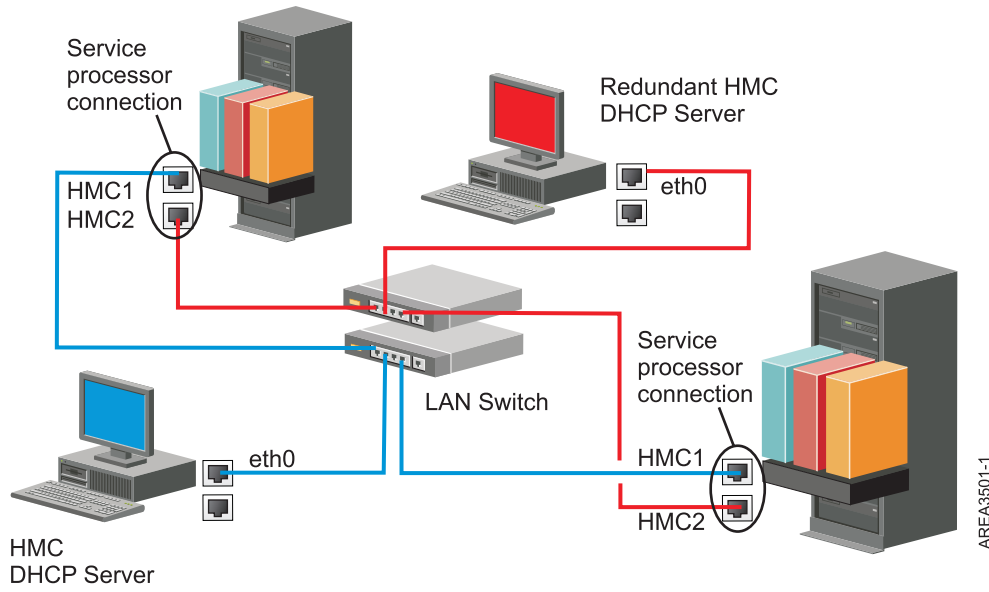 Service
processor
connection
HMC1
HMC2
Redundant HMC
DHCP Server
eth0
LAN Switch
Service
processor
connection
HMC1
HMC2
eth0
HMC
DHCP Server
AREA3501-1